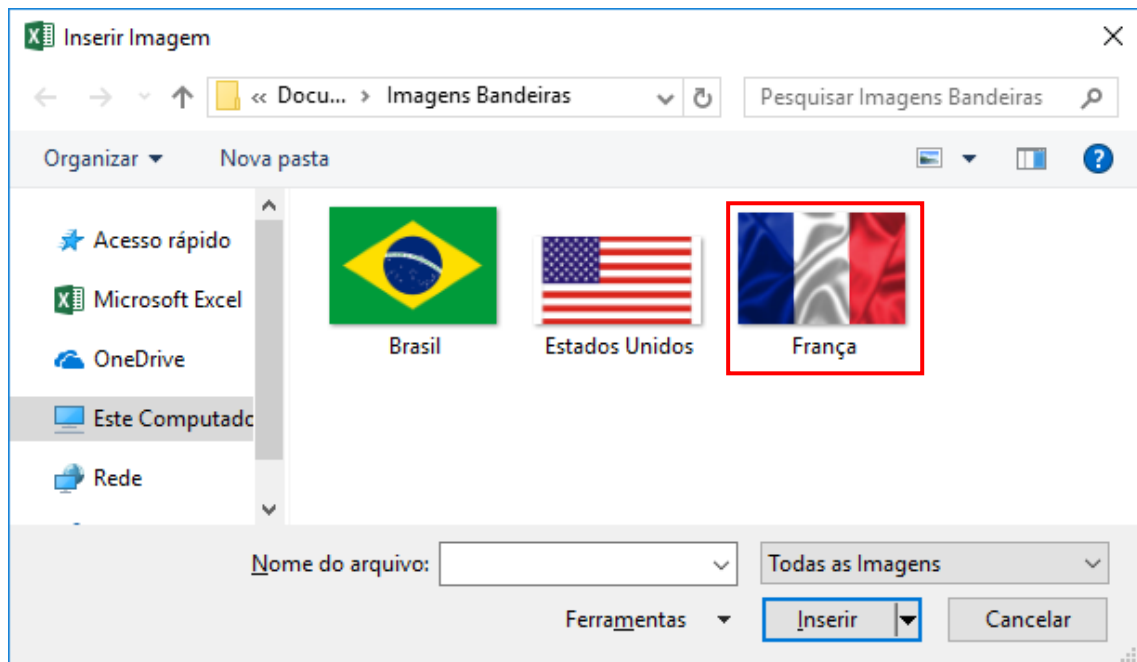 Inserir Imagem
« Docu... › Imagens Bandeiras
Pesquisar Imagens Bandeiras
Organizar
Nova pasta
Acesso rápido
Microsoft Excel
OneDrive
Este Computadc
Rede
Brasil
Estados Unidos
França
Nome do arquivo:
Todas as Imagens
Ferramentas
Inserir
Cancelar